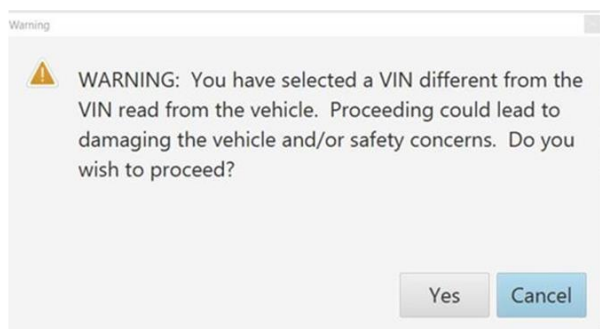 Warning
WARNING:  You have selected a VIN different from the
VIN read from the vehicle.  Proceeding could lead to
damaging the vehicle and/or safety concerns.  Do you
wish to proceed?
Yes
Cancel